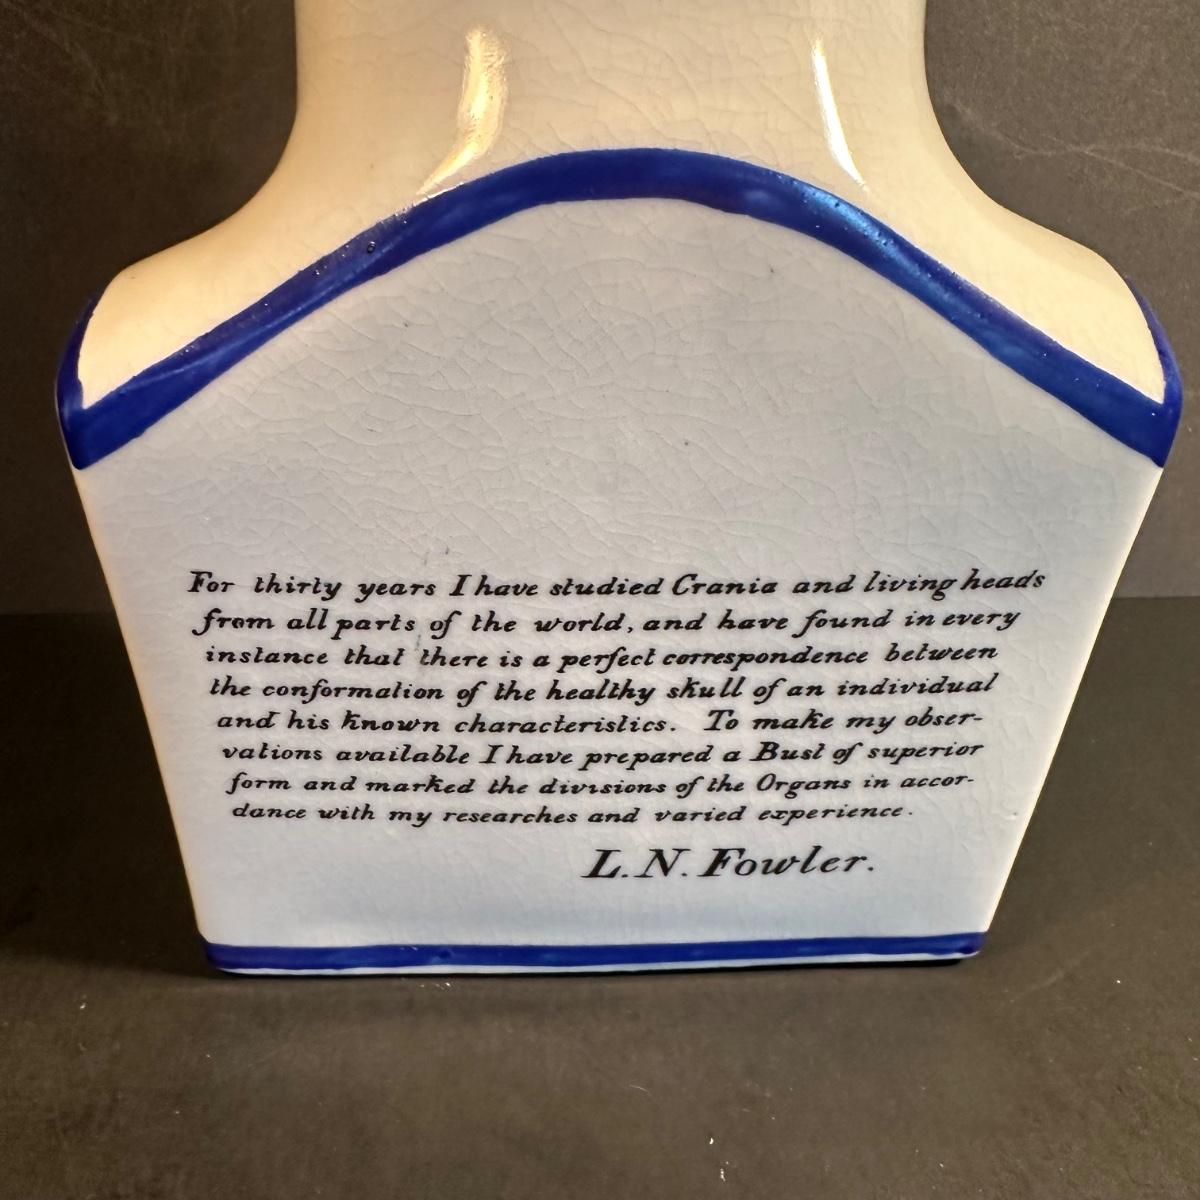 For thirty years I have studied Crania and living heads
from all parts of the world, and have found in every
instance that there is a perfect correspondence between
the conformation of the healthy skull of an individual
and his known characteristics. To make my obser-
vations available I have prepared a Bust of superior
form and marked the divisions of the Organs in accor-
dance with my researches and varied experience.
L.N. Fowler.